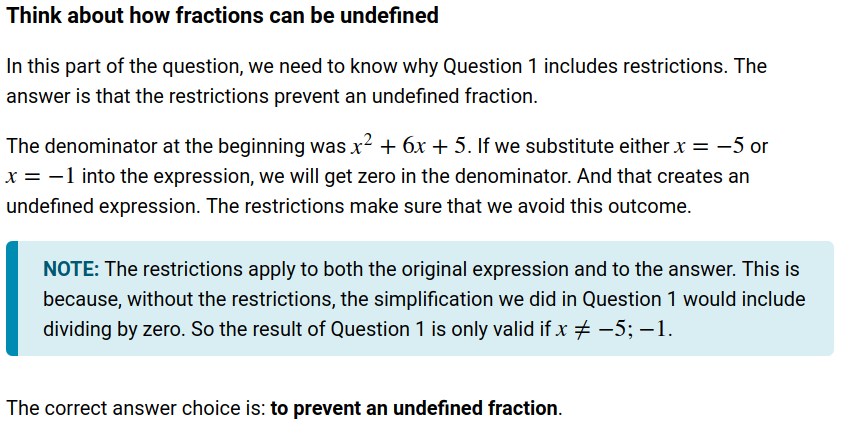 Think about how fractions can be undefined
In this part of the question, we need to know why Question 1 includes restrictions. The
answer is that the restrictions prevent an undefined fraction.
The denominator at the beginning was x² + 6x + 5. If we substitute either x = −5 or
x = −1 into the expression, we will get zero in the denominator. And that creates an
undefined expression. The restrictions make sure that we avoid this outcome.
NOTE: The restrictions apply to both the original expression and to the answer. This is
because, without the restrictions, the simplification we did in Question 1 would include
dividing by zero. So the result of Question 1 is only valid if x ≠ −5; −1.
The correct answer choice is: to prevent an undefined fraction.